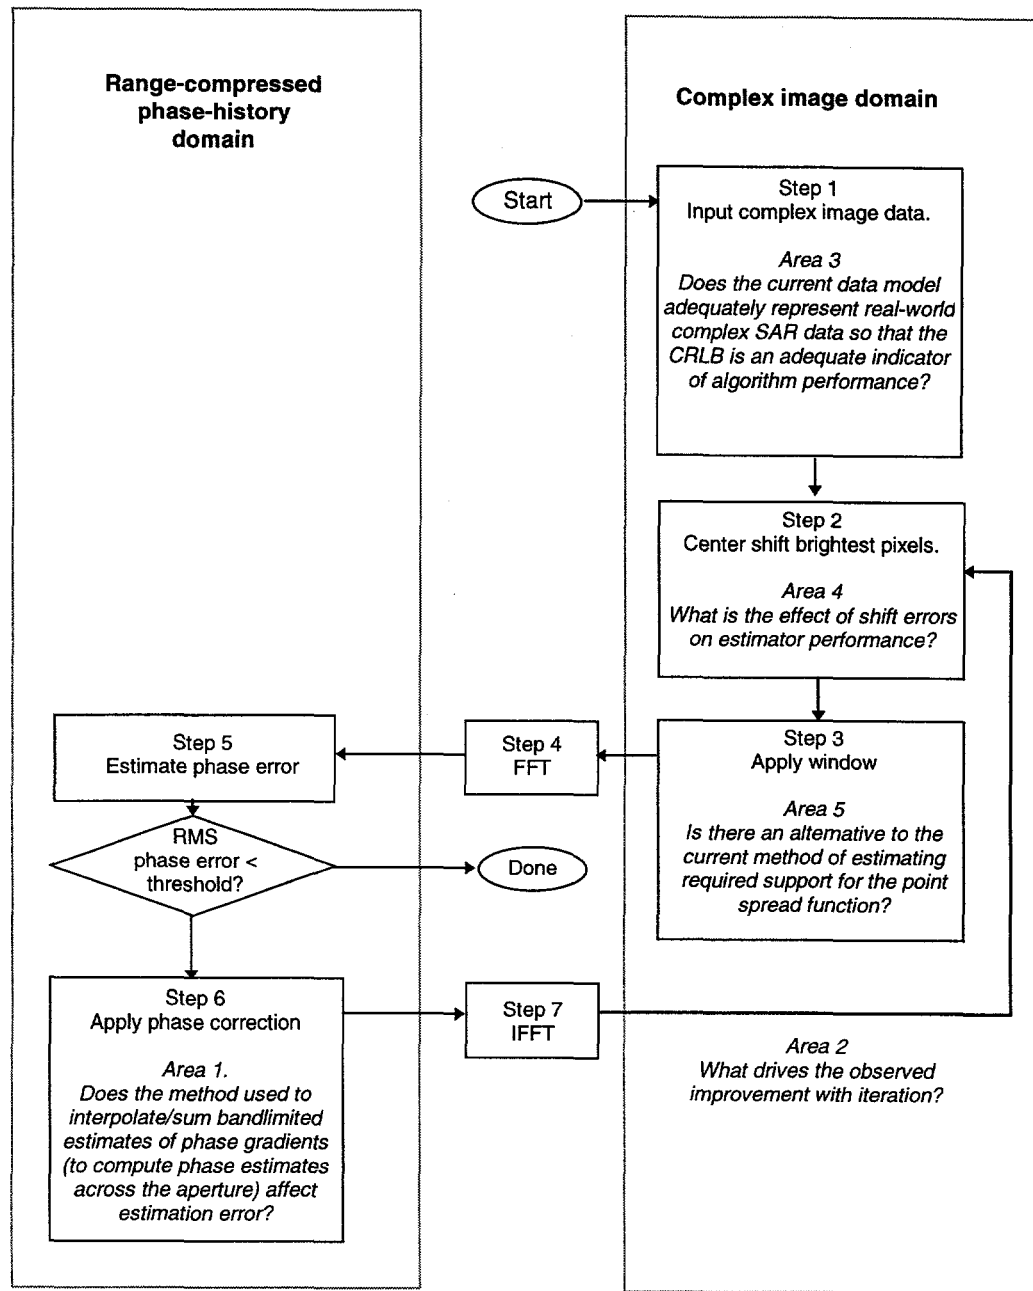 Range-compressed
phase-history
domain
Complex image domain
Start
Step 1
Input complex image data.
Area 3
Does the current data model
adequately represent real-world
complex SAR data so that the
CRLB is an adequate indicator
of algorithm performance?
Step 2
Center shift brightest pixels.
Area 4
What is the effect of shift errors
on estimator performance?
Step 3
Apply window
Area 5
Is there an alternative to the
current method of estimating
required support for the point
spread function?
Step 4
FFT
Step 5
Estimate phase error
RMS
phase error <
threshold?
Done
Step 6
Apply phase correction
Area 1.
Does the method used to
interpolate/sum bandlimited
estimates of phase gradients
(to compute phase estimates
across the aperture) affect
estimation error?
Step 7
IFFT
Area 2
What drives the observed
improvement with iteration?